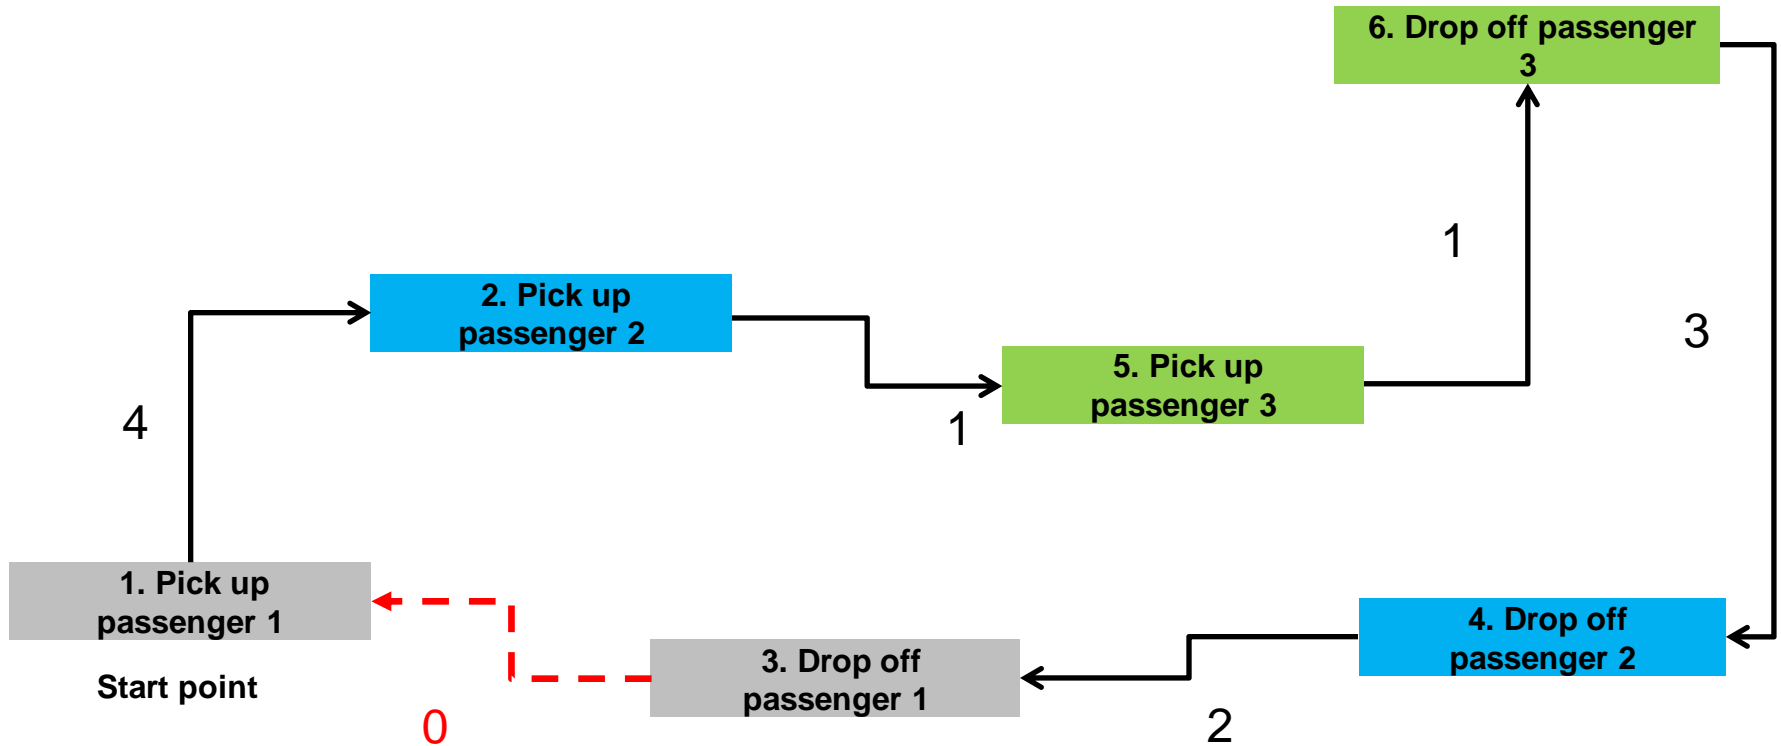 6. Drop off passenger
3
1
3
2. Pick up
passenger 2
5. Pick up
passenger 3
4
1
1. Pick up
passenger 1
Start point
0
3. Drop off
passenger 1
2
4. Drop off
passenger 2